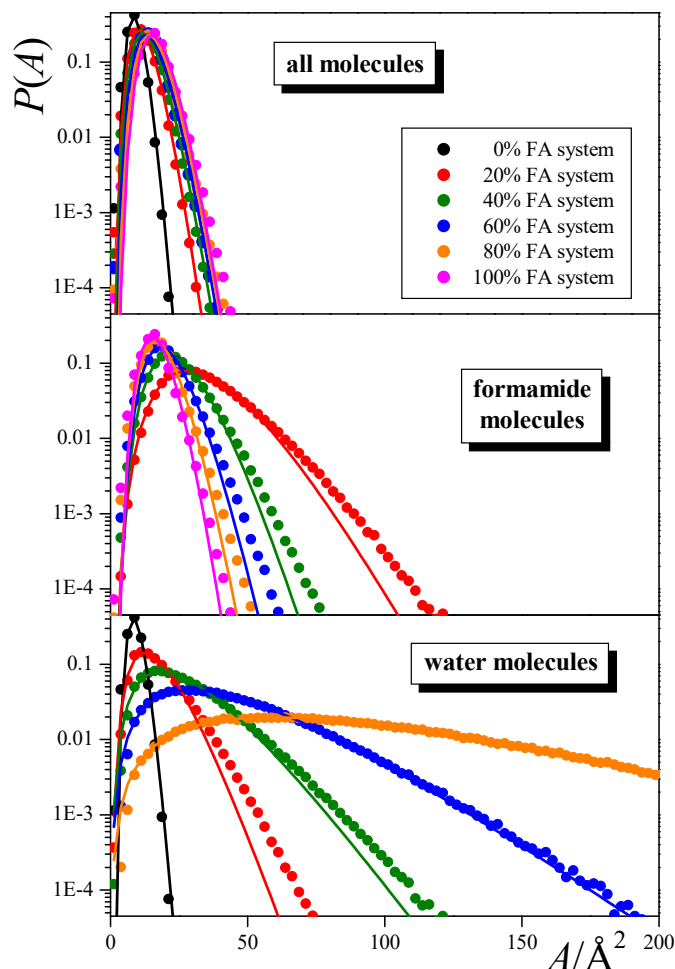 P(A)
0.1
0.01
1E-3
1E-4
all molecules
0% FA system
20% FA system
40% FA system
60% FA system
80% FA system
100% FA system
0.1
0.01
1E-3
1E-4
formamide
molecules
0.1
0.01
1E-3
1E-4
water molecules
0 50 100 150 200
A/Å²